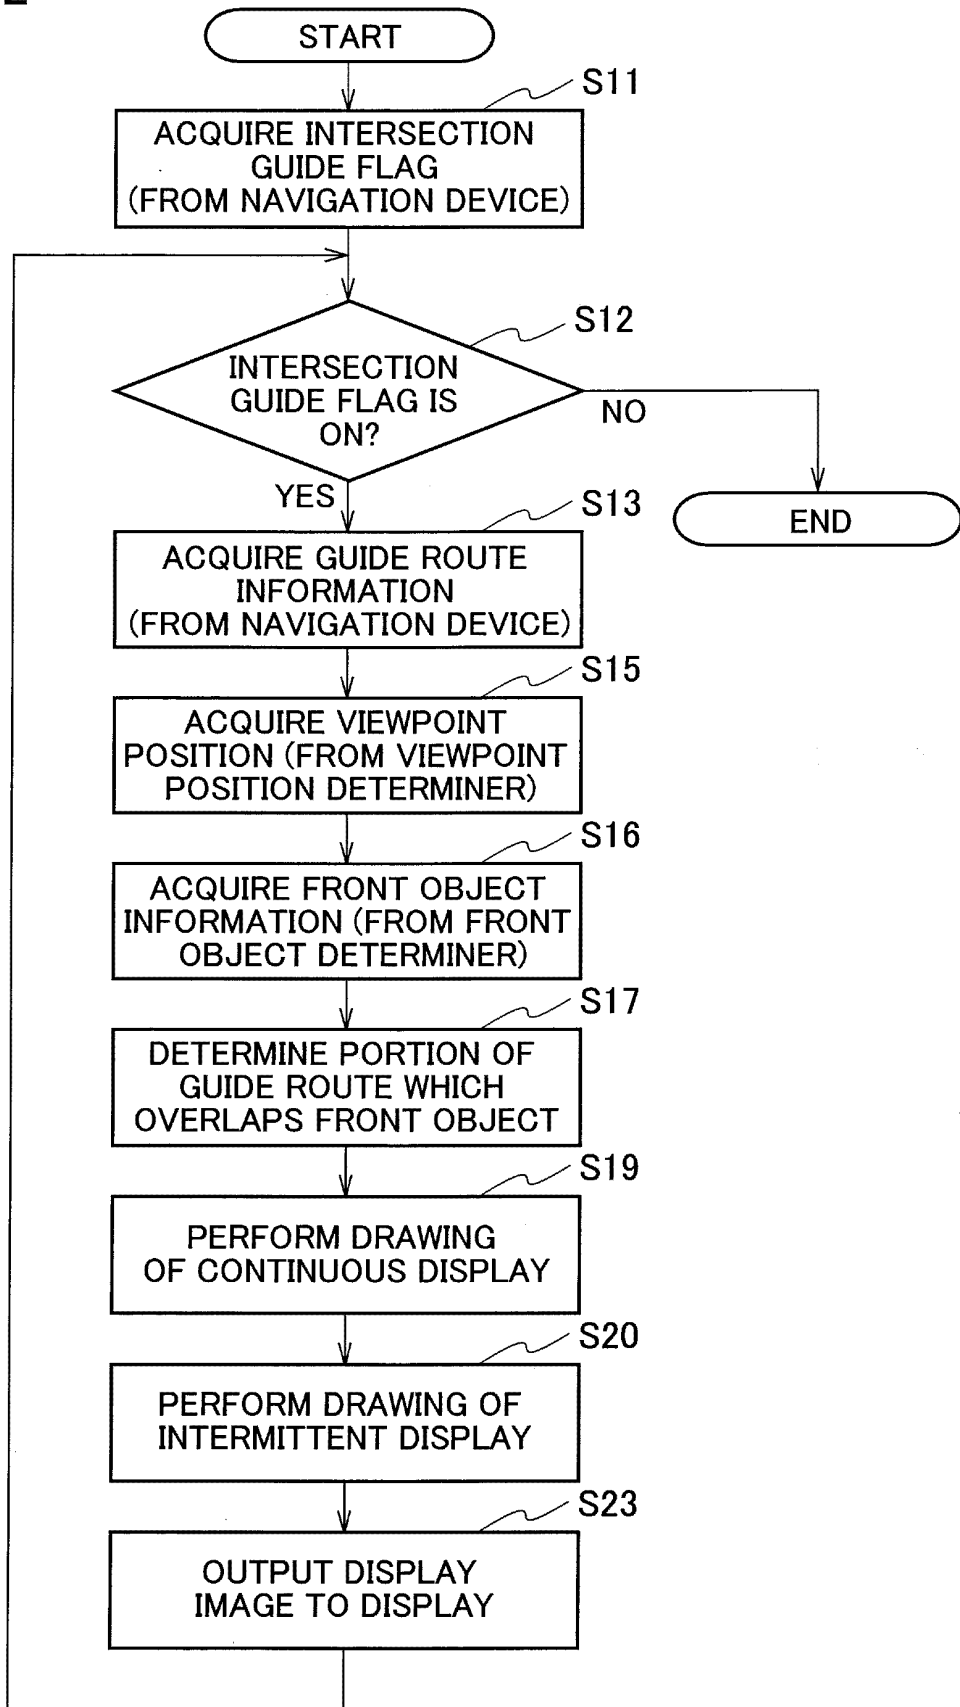 START
S11
ACQUIRE INTERSECTION
GUIDE FLAG
(FROM NAVIGATION DEVICE)
S12
INTERSECTION
GUIDE FLAG IS
ON?
NO
YES
END
S13
ACQUIRE GUIDE ROUTE
INFORMATION
(FROM NAVIGATION DEVICE)
S15
ACQUIRE VIEWPOINT
POSITION (FROM VIEWPOINT
POSITION DETERMINER)
S16
ACQUIRE FRONT OBJECT
INFORMATION (FROM FRONT
OBJECT DETERMINER)
S17
DETERMINE PORTION OF
GUIDE ROUTE WHICH
OVERLAPS FRONT OBJECT
S19
PERFORM DRAWING
OF CONTINUOUS DISPLAY
S20
PERFORM DRAWING OF
INTERMITTENT DISPLAY
S23
OUTPUT DISPLAY
IMAGE TO DISPLAY